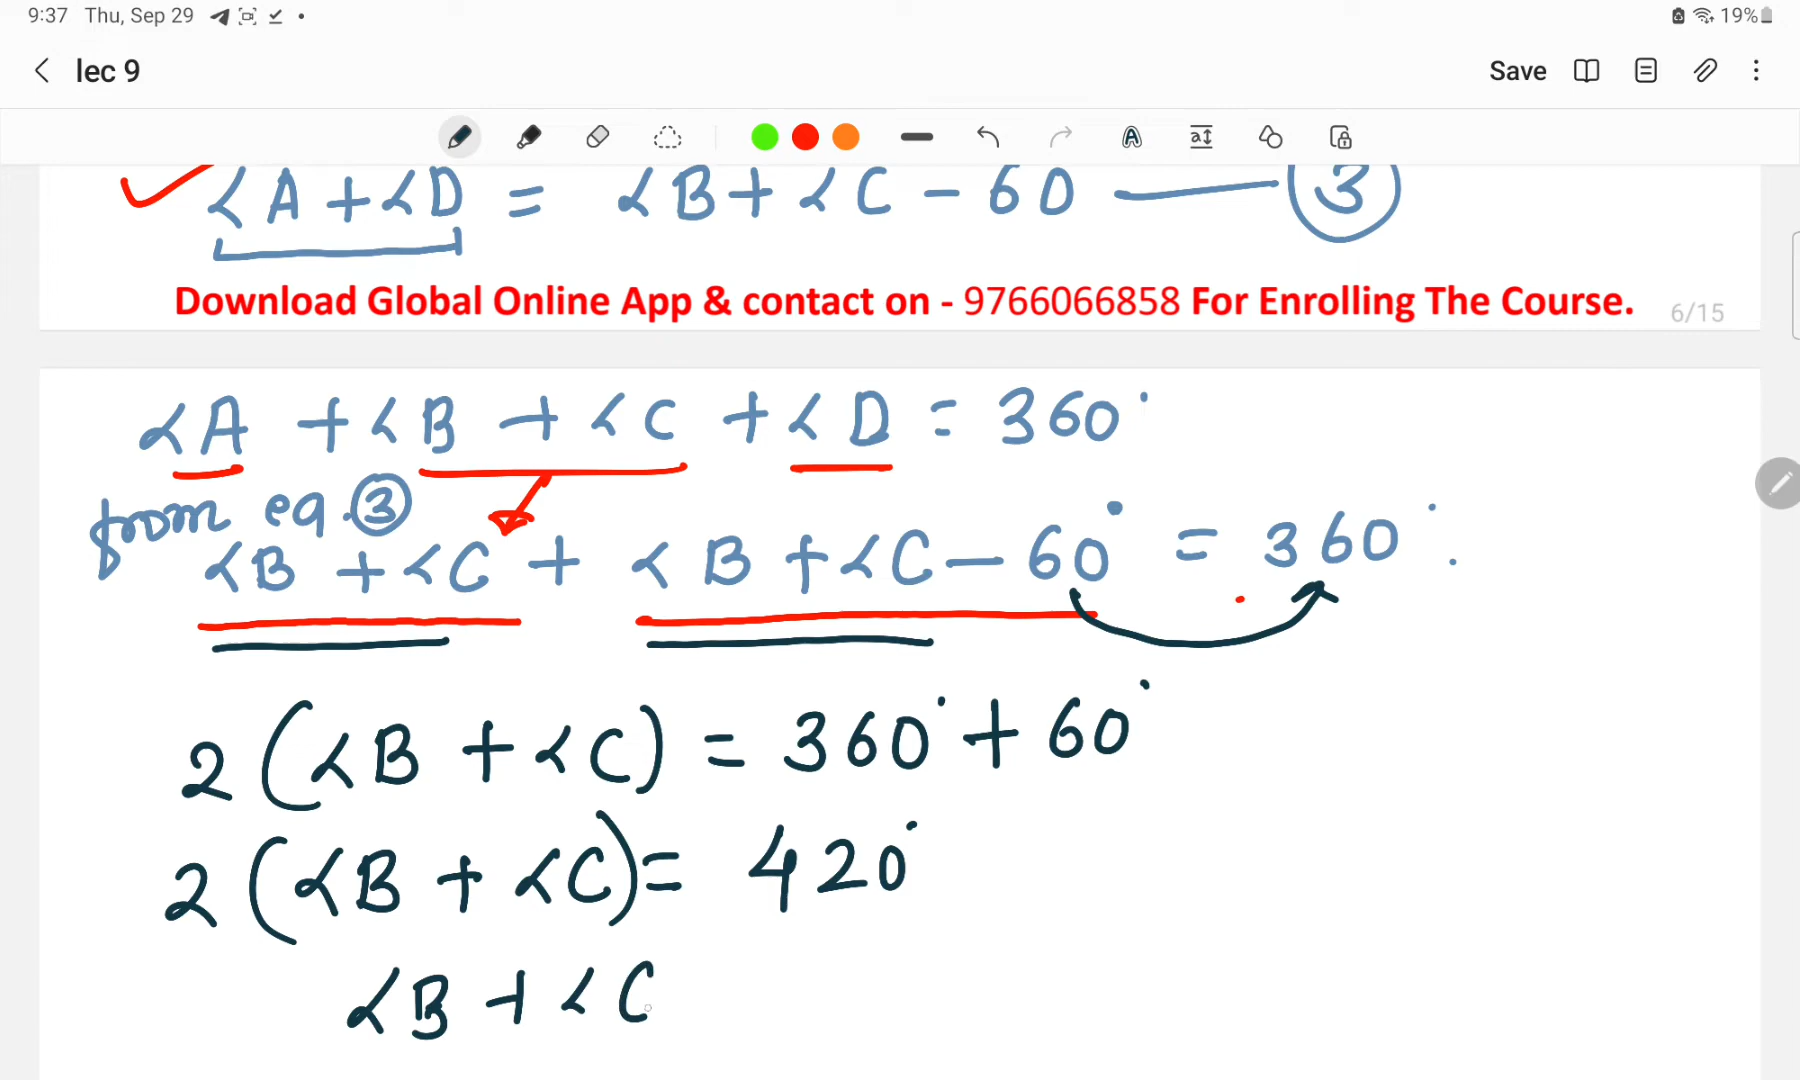 9:37 Thu, Sep 29 19%
lec 9 Save
∠A + ∠D = ∠B + ∠C - 60 — ③
Download Global Online App & contact on - 9766066858 For Enrolling The Course.
6/15
∠A + ∠B + ∠C + ∠D = 360°
from eq. ③
∠B + ∠C + ∠B + ∠C - 60° = 360°.
2 (∠B + ∠C) = 360° + 60°
2 (∠B + ∠C) = 420°
∠B + ∠C